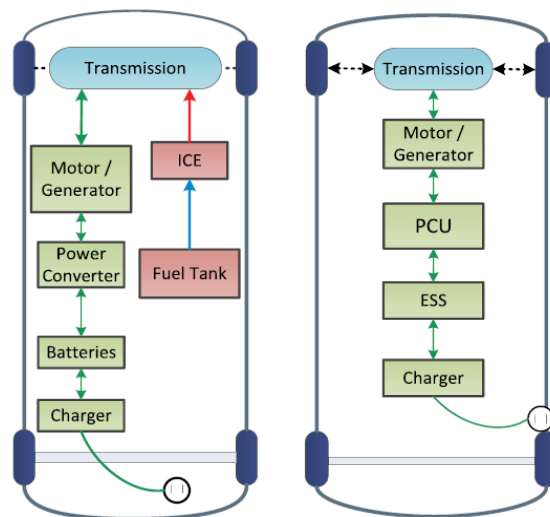 Transmission
Motor /
Generator
ICE
Power
Converter
Fuel Tank
Batteries
Charger
Transmission
Motor /
Generator
PCU
ESS
Charger